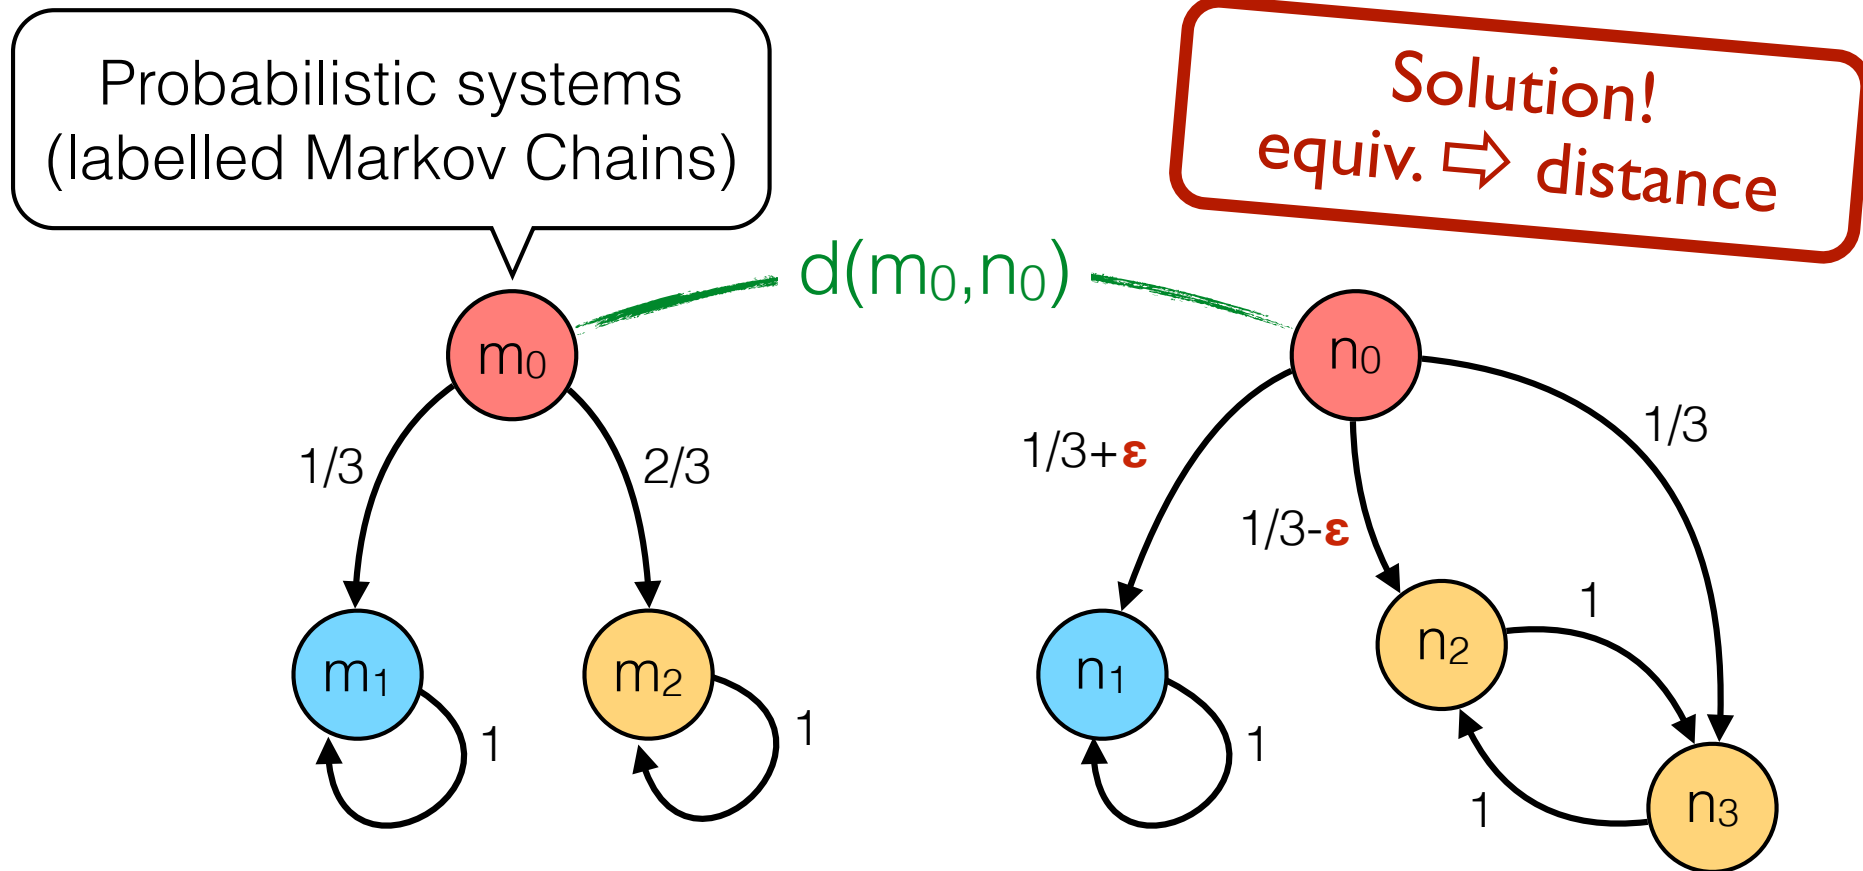 Probabilistic systems
(labelled Markov Chains)
Solution!
equiv. ⇨ distance
d(m₀,n₀)
m₀
n₀
1/3
2/3
1/3+ε
1/3-ε
1/3
m₁
1
m₂
1
n₁
1
n₂
1
n₃
1